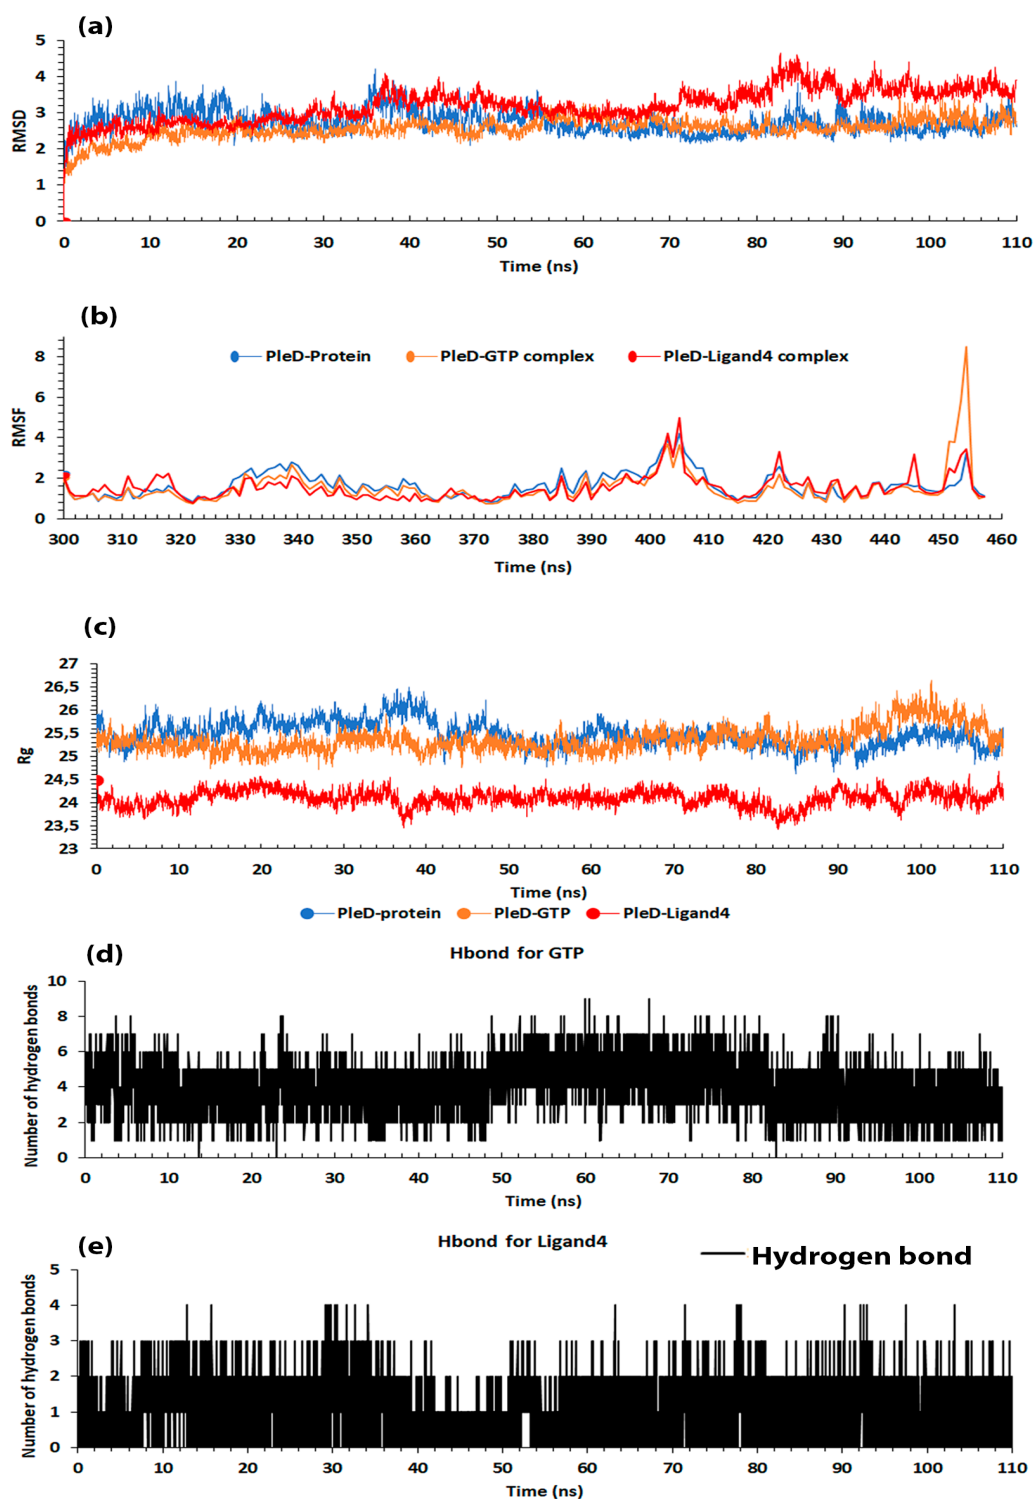 (a)
5
4
3
2
1
0
RMSD
0 10 20 30 40 50 60 70 80 90 100 110
Time (ns)
(b)
PleD-Protein PleD-GTP complex PleD-Ligand4 complex
8
6
4
2
0
RMSF
300 310 320 330 340 350 360 370 380 390 400 410 420 430 440 450 460
Time (ns)
(c)
27
26,5
26
25,5
25
24,5
24
23,5
23
Rg
0 10 20 30 40 50 60 70 80 90 100 110
Time (ns)
PleD-protein PleD-GTP PleD-Ligand4
(d)
Hbond for GTP
10
8
6
4
2
0
Number of hydrogen bonds
0 10 20 30 40 50 60 70 80 90 100 110
Time (ns)
(e)
Hbond for Ligand4
Hydrogen bond
5
4
3
2
1
0
Number of hydrogen bonds
0 10 20 30 40 50 60 70 80 90 100 110
Time (ns)